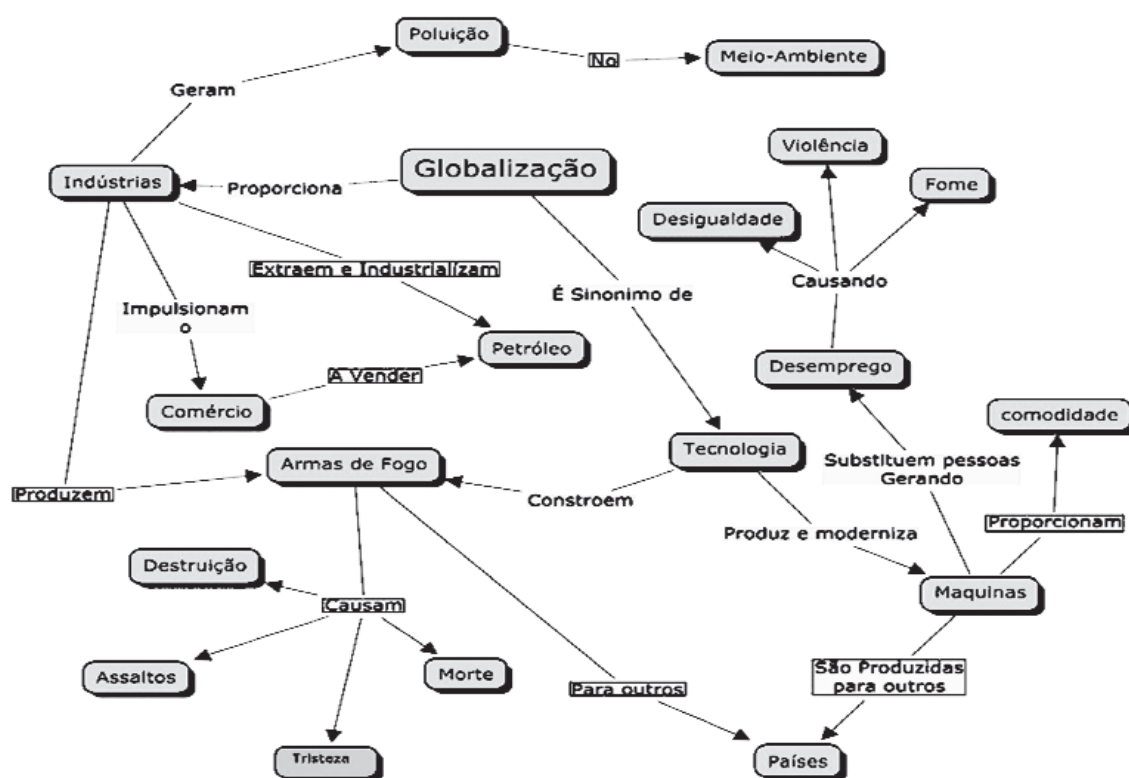 Poluição
No
Meio-Ambiente
Geram
Violência
Indústrias
Proporciona
Globalização
Fome
Desigualdade
Extraem e Industrializam
Causando
É Sinonimo de
Impulsionam
o
Petróleo
A Vender
Desemprego
Comércio
comodidade
Armas de Fogo
Tecnologia
Substituem pessoas
Gerando
Produzem
Constroem
Proporcionam
Produz e moderniza
Destruição
Maquinas
Causam
Assaltos
Morte
São Produzidas
para outros
Para outros
Tristeza
Países